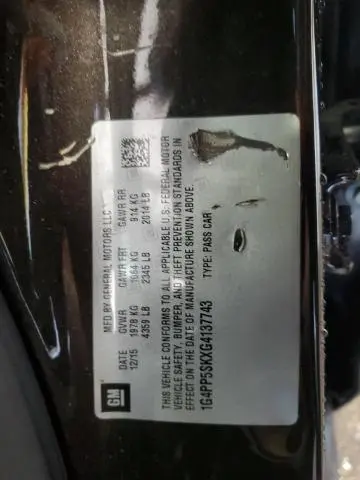 GM
MFD BY GENERAL MOTORS LLC
DATE GVWR GAWR FRT GAWR RR
12/15 1978 KG 1064 KG 914 KG
4359 LB 2345 LB 2014 LB
THIS VEHICLE CONFORMS TO ALL APPLICABLE U.S. FEDERAL MOTOR
VEHICLE SAFETY, BUMPER, AND THEFT PREVENTION STANDARDS IN
EFFECT ON THE DATE OF MANUFACTURE SHOWN ABOVE.
TYPE: PASS CAR
1G4PP5SKXG4137743